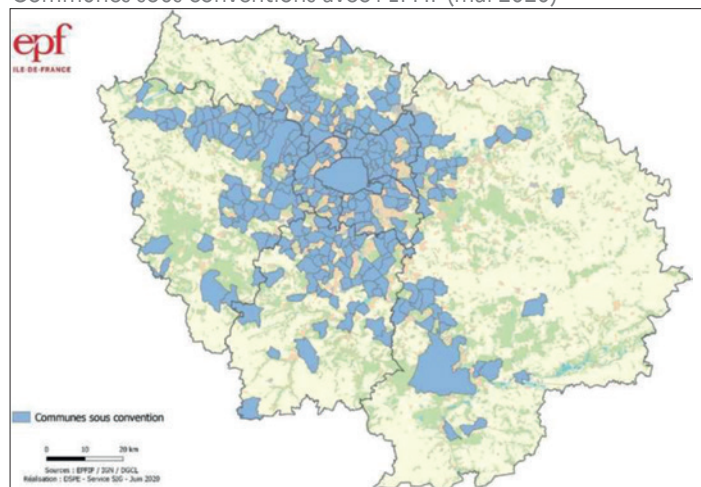 Communes sous conventions avec l'EPFIF (mai 2020)
epf
ILE-DE-FRANCE
Communes sous convention
0 10 20 km
Sources : EPFIF / IGN / DGCL
Réalisation : DSPE - Service SIG - Juin 2020